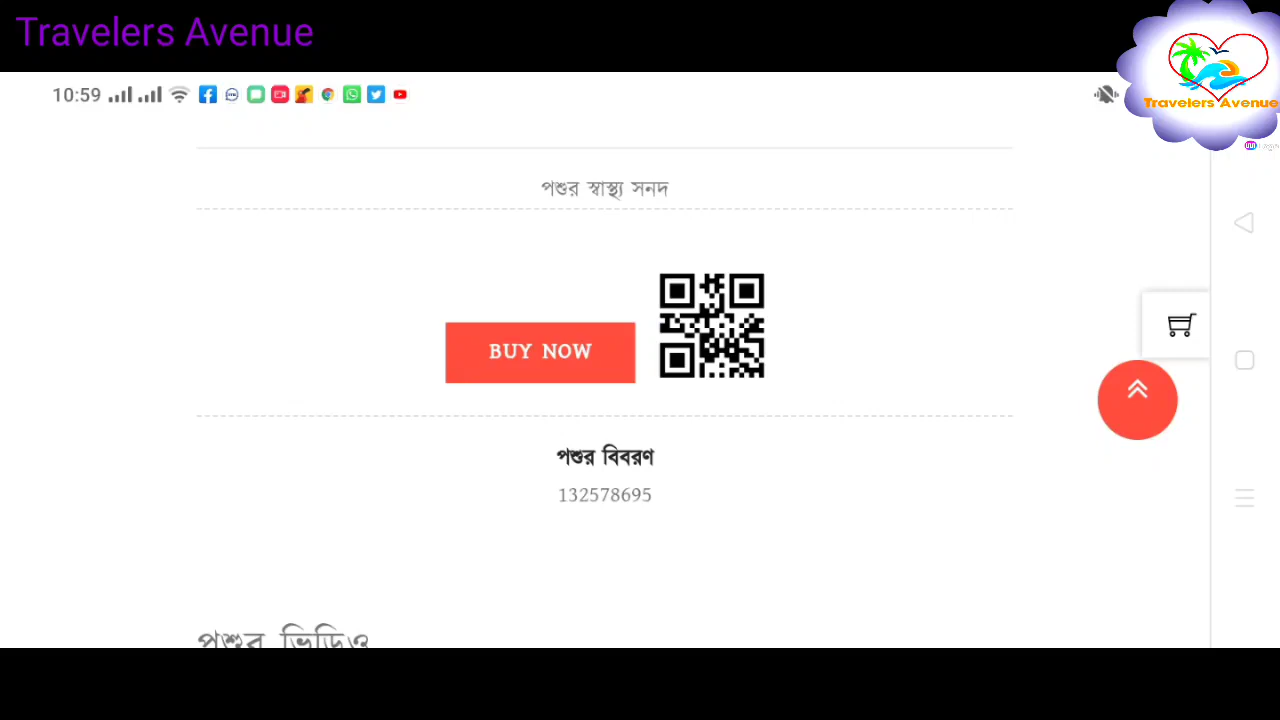 Travelers Avenue
Travelers Avenue
10:59
পশুর স্বাস্থ্য সনদ
BUY NOW
পশুর বিবরণ
132578695
পশুর ভিডিও